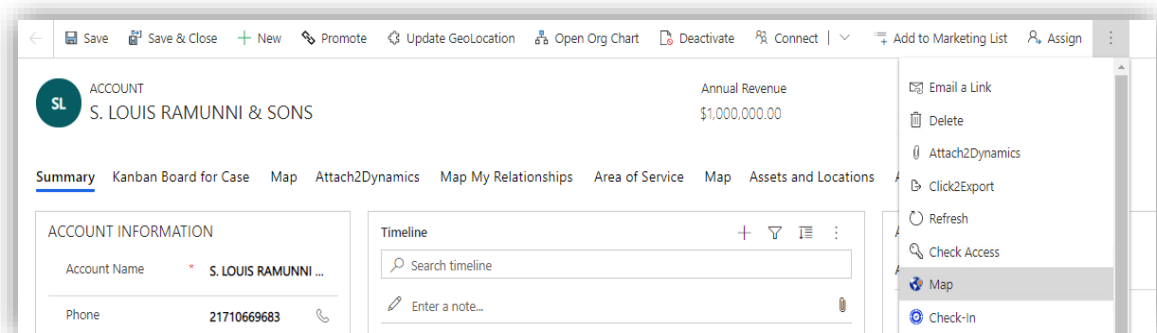 Save Save & Close New Promote Update GeoLocation Open Org Chart Deactivate Connect Add to Marketing List Assign
SL
ACCOUNT
S. LOUIS RAMUNNI & SONS
Annual Revenue
$1,000,000.00
Summary Kanban Board for Case Map Attach2Dynamics Map My Relationships Area of Service Map Assets and Locations
ACCOUNT INFORMATION
Account Name * S. LOUIS RAMUNNI ...
Phone 21710669683
Timeline
Search timeline
Enter a note...
Email a Link
Delete
Attach2Dynamics
Click2Export
Refresh
Check Access
Map
Check-In